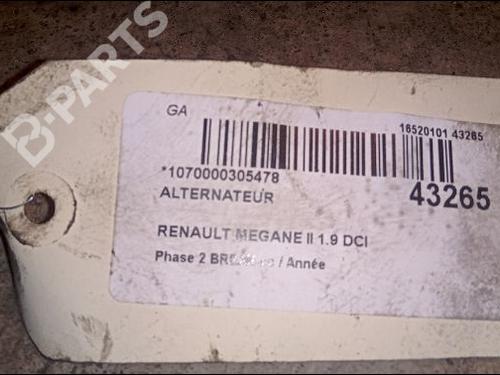 B-PARTS
GA
16520101 43265
*1070000305478
43265
ALTERNATEUR
RENAULT MEGANE II 1.9 DCI
Phase 2 / Année